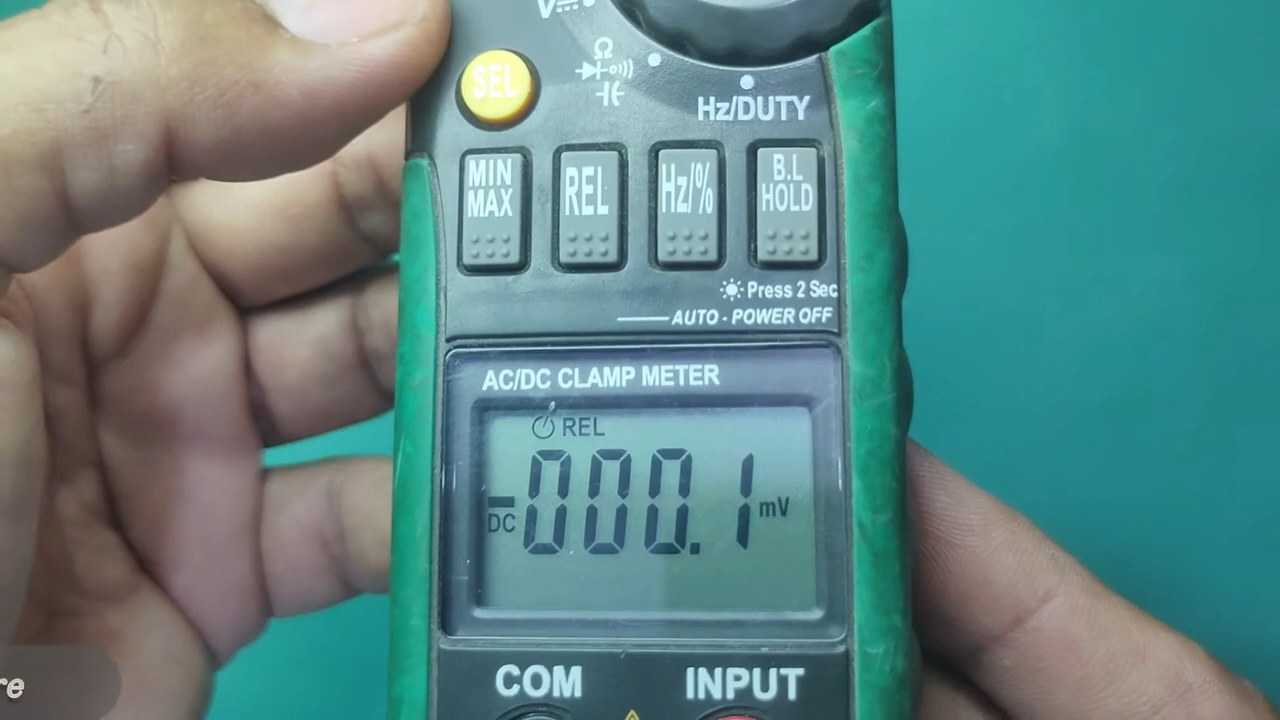 V
SEL
Ω
Hz/DUTY
MIN
MAX
REL
Hz/%
B.L
HOLD
Press 2 Sec
AUTO - POWER OFF
AC/DC CLAMP METER
REL
-000.1 mV
DC
COM
INPUT
re